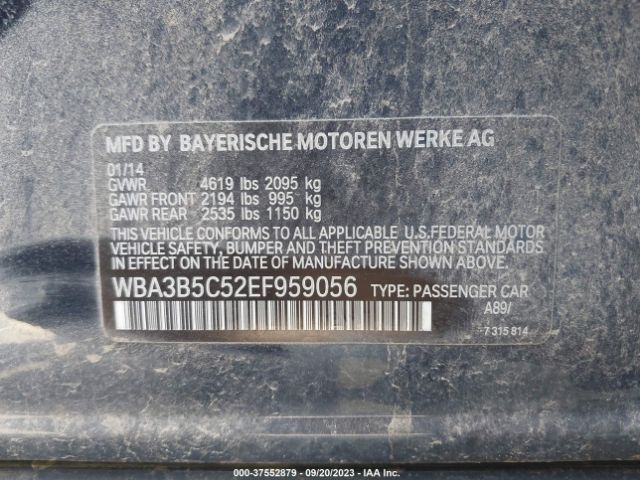 MFD BY BAYERISCHE MOTOREN WERKE AG
01/14
GVWR 4619 lbs 2095 kg
GAWR FRONT 2194 lbs 995 kg
GAWR REAR 2535 lbs 1150 kg
THIS VEHICLE CONFORMS TO ALL APPLICABLE U.S.FEDERAL MOTOR
VEHICLE SAFETY, BUMPER AND THEFT PREVENTION STANDARDS IN
EFFECT ON THE DATE OF MANUFACTURE SHOWN ABOVE.
WBA3B5C52EF959056 TYPE: PASSENGER CAR
A89/
7 315 814
000-37552879 - 09/20/2023 - IAA Inc.